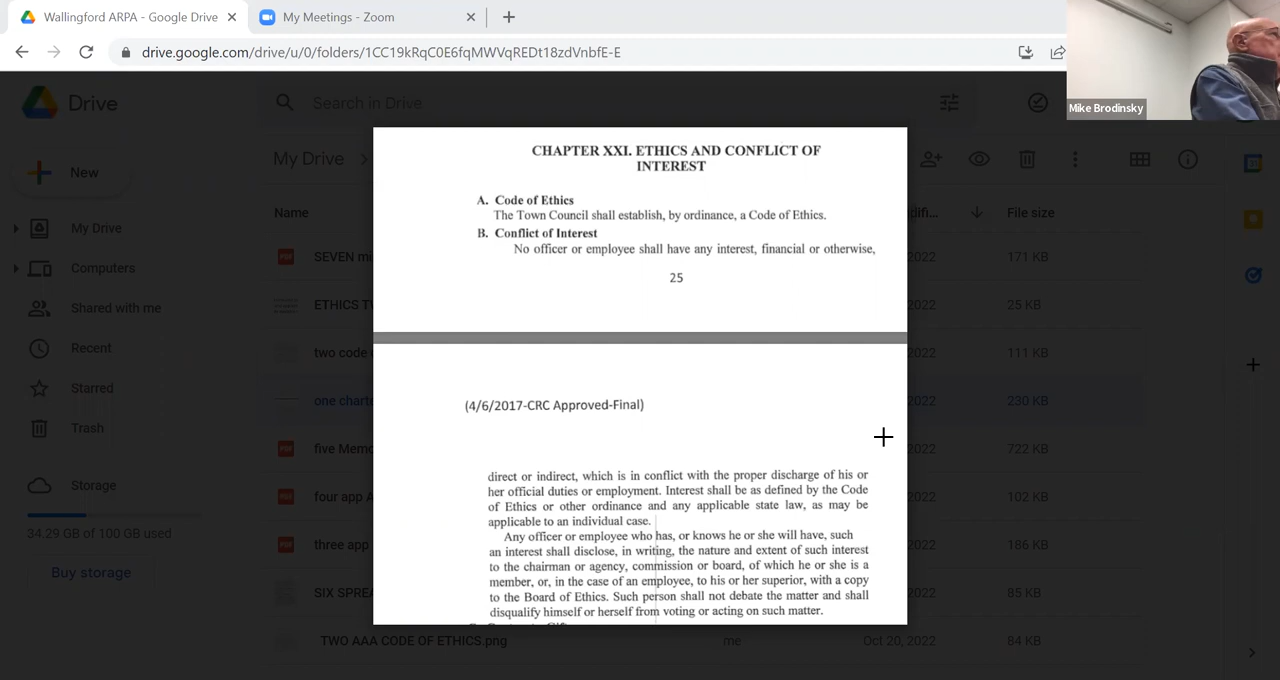 Wallingford ARPA - Google Drive
My Meetings - Zoom
drive.google.com/drive/u/0/folders/1CC19kRqC0E6fqMWVqREDt18zdVnbfE-E
Mike Brodinsky
Drive
Search in Drive
New
My Drive
Name
File size
My Drive
Computers
Shared with me
Recent
Starred
Trash
Storage
34.29 GB of 100 GB used
Buy storage
SEVEN
2022
171 KB
ETHICS
2022
25 KB
two code
2022
111 KB
one charte
2022
230 KB
five Memo
2022
722 KB
four app
2022
102 KB
three app
2022
186 KB
SIX SPREA
2022
85 KB
TWO AAA CODE OF ETHICS.png
me
Oct 20, 2022
84 KB
CHAPTER XXI. ETHICS AND CONFLICT OF
INTEREST
A. Code of Ethics
The Town Council shall establish, by ordinance, a Code of Ethics.
B. Conflict of Interest
No officer or employee shall have any interest, financial or otherwise,
25
(4/6/2017-CRC Approved-Final)
direct or indirect, which is in conflict with the proper discharge of his or
her official duties or employment. Interest shall be as defined by the Code
of Ethics or other ordinance and any applicable state law, as may be
applicable to an individual case.
Any officer or employee who has, or knows he or she will have, such
an interest shall disclose, in writing, the nature and extent of such interest
to the chairman or agency, commission or board, of which he or she is a
member, or, in the case of an employee, to his or her superior, with a copy
to the Board of Ethics. Such person shall not debate the matter and shall
disqualify himself or herself from voting or acting on such matter.